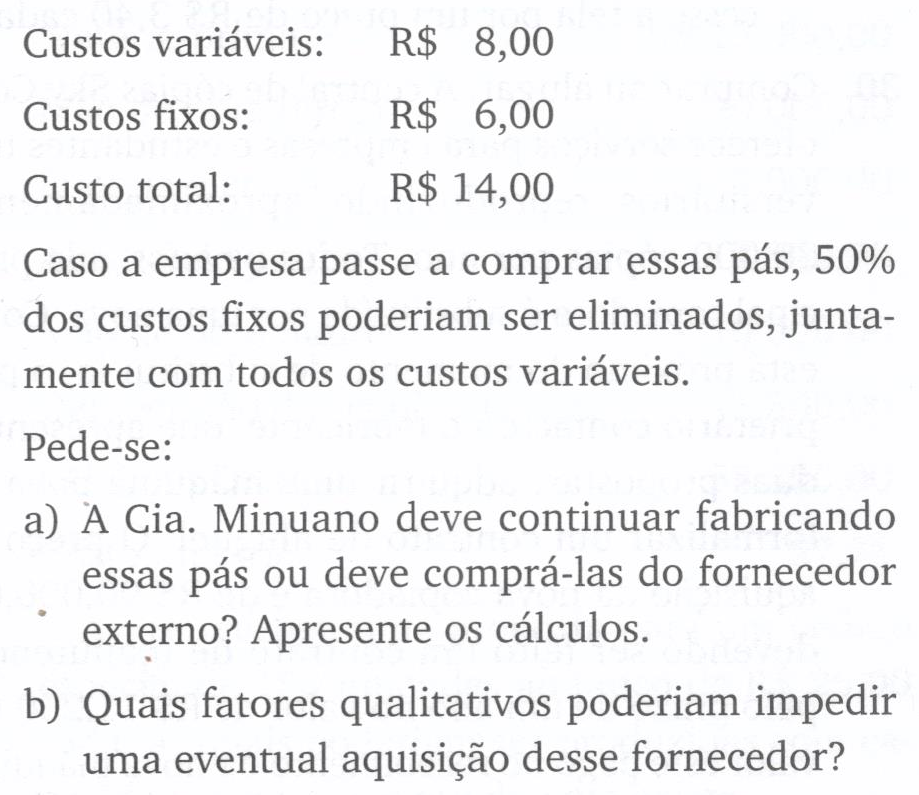 Custos variáveis: R$ 8,00
Custos fixos: R$ 6,00
Custo total: R$ 14,00
Caso a empresa passe a comprar essas pás, 50%
dos custos fixos poderiam ser eliminados, junta-
mente com todos os custos variáveis.
Pede-se:
a) A Cia. Minuano deve continuar fabricando
essas pás ou deve comprá-las do fornecedor
externo? Apresente os cálculos.
b) Quais fatores qualitativos poderiam impedir
uma eventual aquisição desse fornecedor?